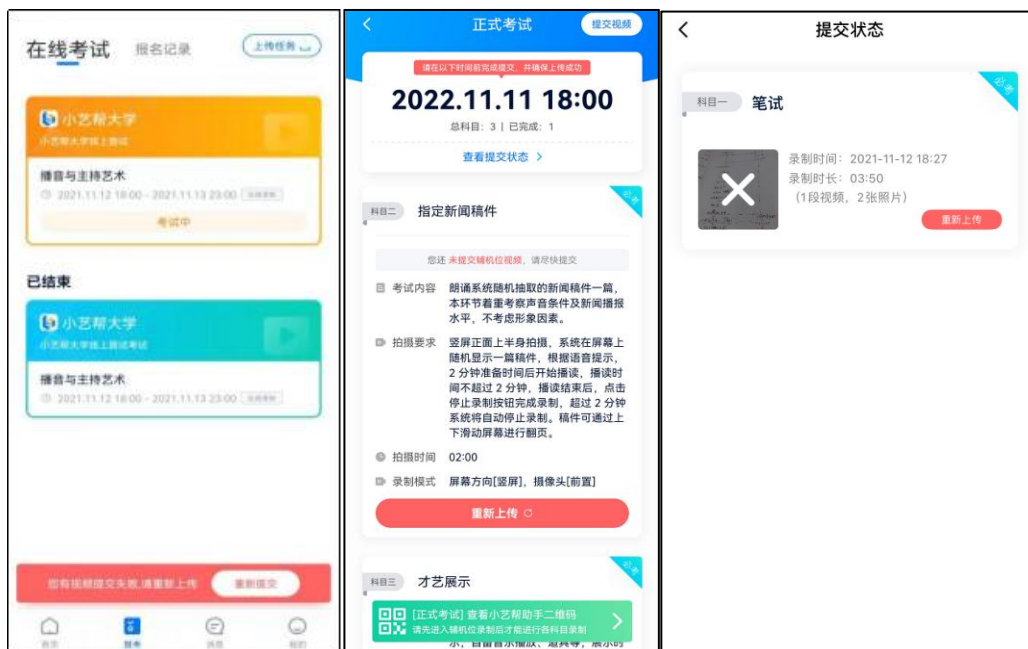 在线考试 报名记录 上传任务
小艺帮大学
小艺帮大学线上面试
播音与主持艺术
2021.11.12 18:00 - 2021.11.13 23:00
考试中
已结束
小艺帮大学
小艺帮大学线上面试考试
播音与主持艺术
2021.11.12 18:00 - 2021.11.13 23:00
您有视频提交失败,请重新上传 重新提交
首页 报考 消息 我的
正式考试 提交视频
请在以下时间前完成提交，并确保上传成功
2022.11.11 18:00
总科目：3 | 已完成：1
查看提交状态 >
科目二 指定新闻稿件 必考
您还 未提交辅机位视频，请尽快提交
考试内容 朗诵系统随机抽取的新闻稿件一篇，
本环节着重考察声音条件及新闻播报
水平，不考虑形象因素。
拍摄要求 竖屏正面上半身拍摄，系统在屏幕上
随机显示一篇稿件，根据语音提示，
2 分钟准备时间后开始播读，播读时
间不超过 2 分钟，播读结束后，点击
停止录制按钮完成录制，超过 2 分钟
系统将自动停止录制。稿件可通过上
下滑动屏幕进行翻页。
拍摄时间 02:00
录制模式 屏幕方向[竖屏]，摄像头[前置]
重新上传
科目三 才艺展示 必考
[正式考试] 查看小艺帮助手二维码
请先进入辅机位录制后才能进行各科目录制
示，自留音乐播放、道具等，展示时
提交状态
科目一 笔试 必考
录制时间：2021-11-12 18:27
录制时长：03:50
（1段视频，2张照片）
重新上传